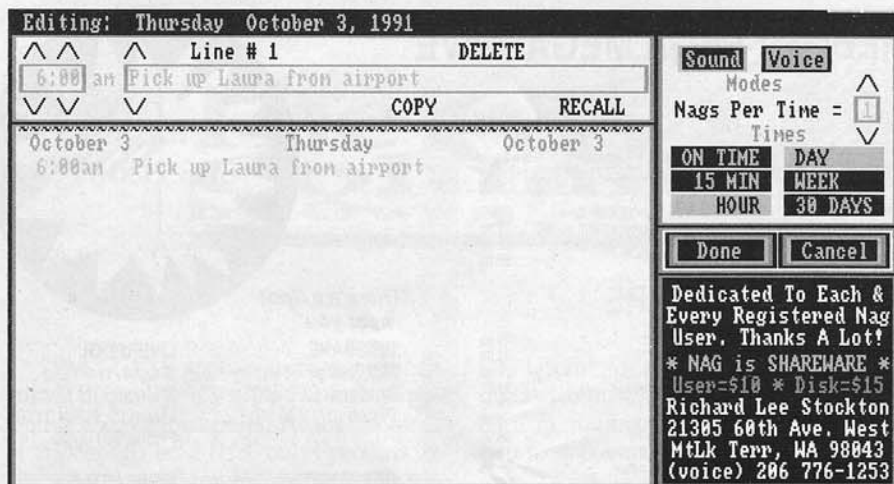 Editing: Thursday October 3, 1991
Line # 1 DELETE
6:00 am Pick up Laura from airport
COPY RECALL
October 3 Thursday October 3
6:00am Pick up Laura from airport
Sound Voice
Modes
Nags Per Time = 1
Times
ON TIME DAY
15 MIN WEEK
HOUR 30 DAYS
Done Cancel
Dedicated To Each &
Every Registered Nag
User. Thanks A Lot!
* NAG is SHAREWARE *
User=$10 * Disk=$15
Richard Lee Stockton
21305 60th Ave. West
MtLk Terr, WA 98043
(voice) 206 776-1253